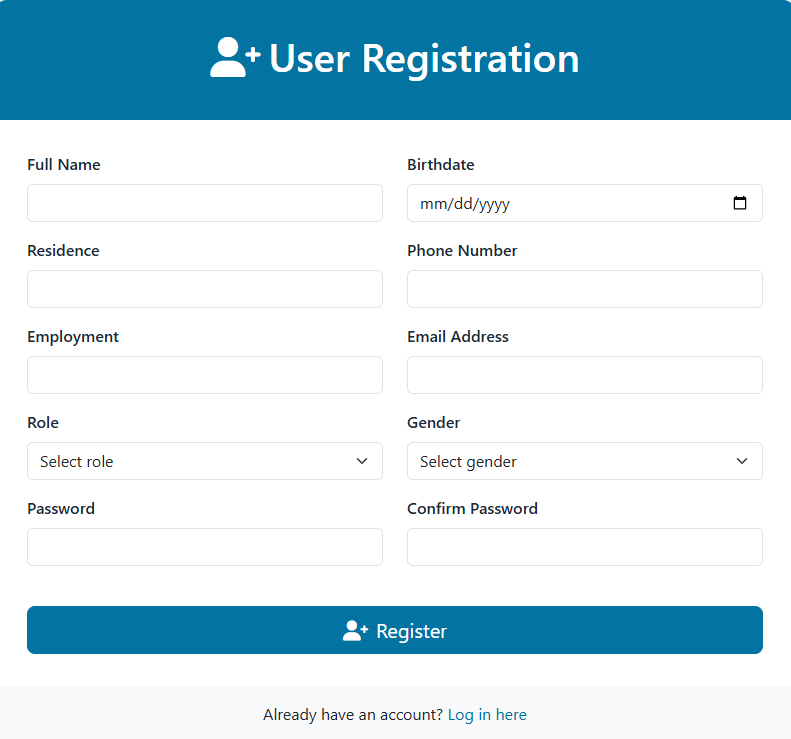 User Registration
Full Name
Birthdate
mm/dd/yyyy
Residence
Phone Number
Employment
Email Address
Role
Gender
Select role
Select gender
Password
Confirm Password
Register
Already have an account? Log in here